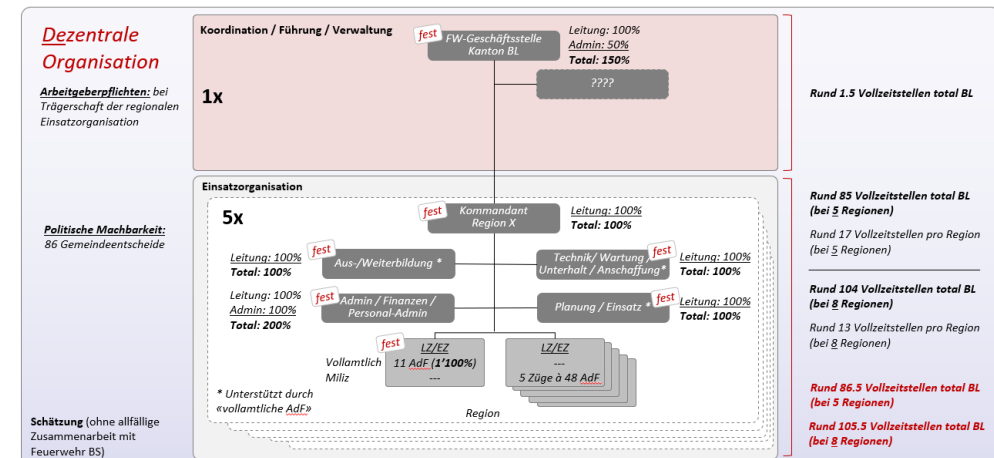 Dezentrale
Organisation
Arbeitgeberpflichten: bei
Trägerschaft der regionalen
Einsatzorganisation
Politische Machbarkeit:
86 Gemeindeentscheide
Schätzung (ohne allfällige
Zusammenarbeit mit
Feuerwehr BS)
Koordination / Führung / Verwaltung
1x
fest
FW-Geschäftsstelle
Kanton BL
Leitung: 100%
Admin: 50%
Total: 150%
????
Einsatzorganisation
5x
fest
Kommandant
Region X
Leitung: 100%
Total: 100%
Leitung: 100%
Total: 100%
fest
Aus-/Weiterbildung *
Technik/ Wartung /
Unterhalt / Anschaffung*
fest
Leitung: 100%
Total: 100%
Leitung: 100%
Admin: 100%
Total: 200%
fest
Admin / Finanzen /
Personal-Admin
Planung / Einsatz *
fest
Leitung: 100%
Total: 100%
fest
Vollamtlich
Miliz
LZ/EZ
11 AdF (1’100%)
---
LZ/EZ
---
5 Züge à 48 AdF
* Unterstützt durch
«vollamtliche AdF»
Region
Rund 1.5 Vollzeitstellen total BL
Rund 85 Vollzeitstellen total BL
(bei 5 Regionen)
Rund 17 Vollzeitstellen pro Region
(bei 5 Regionen)
Rund 104 Vollzeitstellen total BL
(bei 8 Regionen)
Rund 13 Vollzeitstellen pro Region
(bei 8 Regionen)
Rund 86.5 Vollzeitstellen total BL
(bei 5 Regionen)
Rund 105.5 Vollzeitstellen total BL
(bei 8 Regionen)